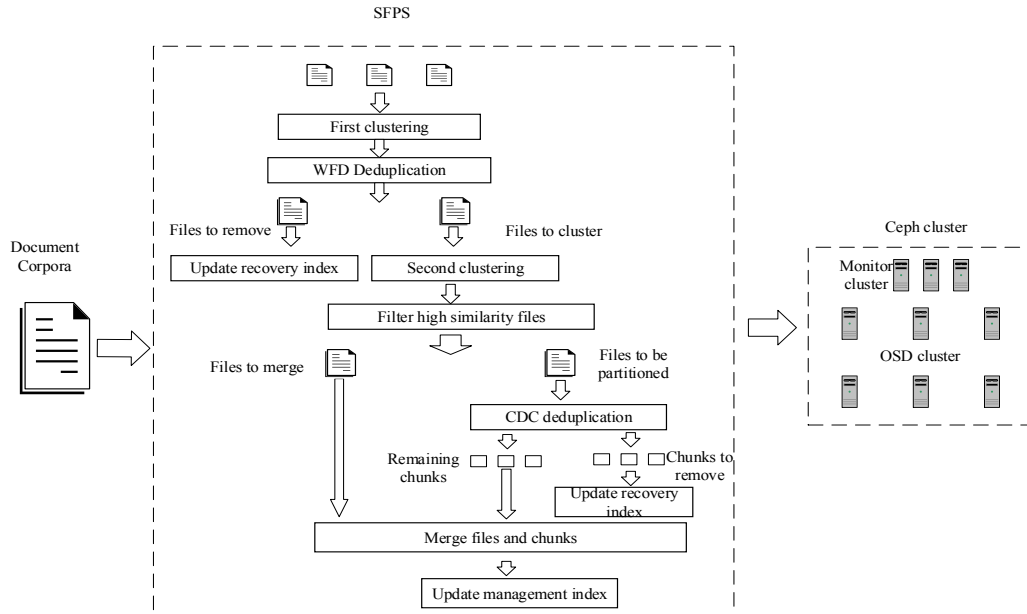 SFPS
First clustering
WFD Deduplication
Files to remove
Files to cluster
Update recovery index
Second clustering
Filter high similarity files
Files to merge
Files to be
partitioned
CDC deduplication
Remaining
chunks
Chunks to
remove
Update recovery
index
Merge files and chunks
Update management index
Document
Corpora
Ceph cluster
Monitor
cluster
OSD cluster